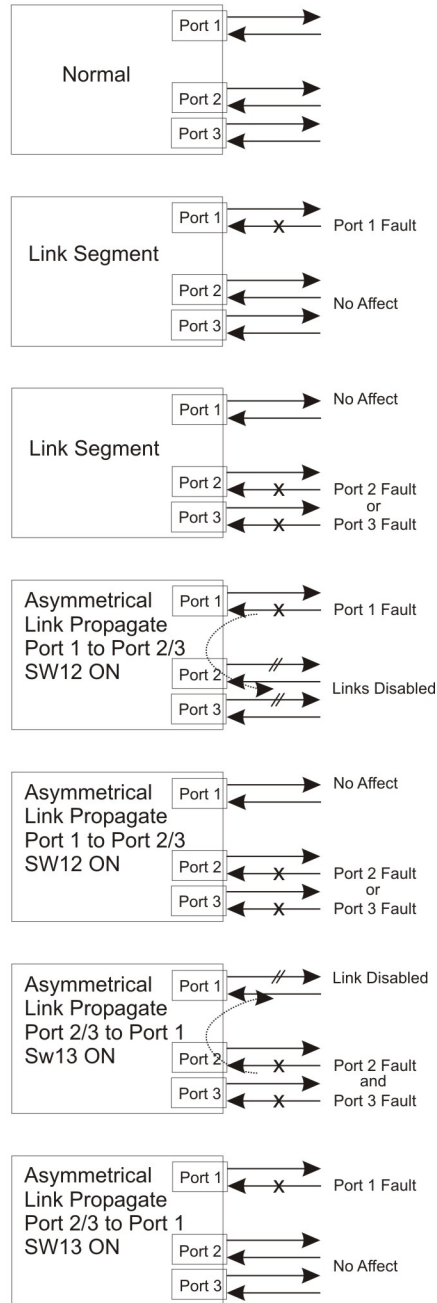 Port 1
Normal
Port 2
Port 3
Port 1
Port 1 Fault
Link Segment
Port 2
No Affect
Port 3
No Affect
Port 1
Link Segment
Port 2
Port 2 Fault
or
Port 3
Port 3 Fault
Asymmetrical
Link Propagate
Port 1 to Port 2/3
SW12 ON
Port 1
Port 1 Fault
Port 2
Links Disabled
Port 3
Asymmetrical
Link Propagate
Port 1 to Port 2/3
SW12 ON
Port 1
No Affect
Port 2
Port 2 Fault
or
Port 3
Port 3 Fault
Asymmetrical
Link Propagate
Port 2/3 to Port 1
Sw13 ON
Port 1
Link Disabled
Port 2
Port 2 Fault
and
Port 3
Port 3 Fault
Asymmetrical
Link Propagate
Port 2/3 to Port 1
SW13 ON
Port 1
Port 1 Fault
Port 2
No Affect
Port 3